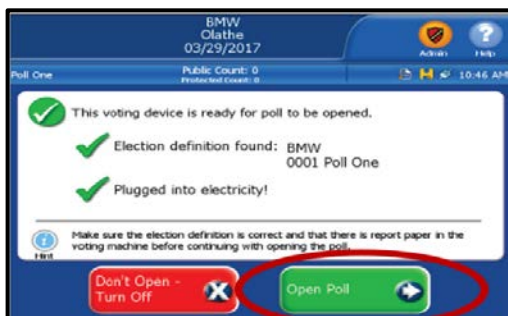 BMW
Olathe
03/29/2017
Admin
Help
Poll One
Public Count: 0
Protected Count: 0
10:46 AM
This voting device is ready for poll to be opened.
Election definition found: BMW
0001 Poll One
Plugged into electricity!
Hint
Make sure the election definition is correct and that there is report paper in the
voting machine before continuing with opening the poll.
Don't Open -
Turn Off
Open Poll